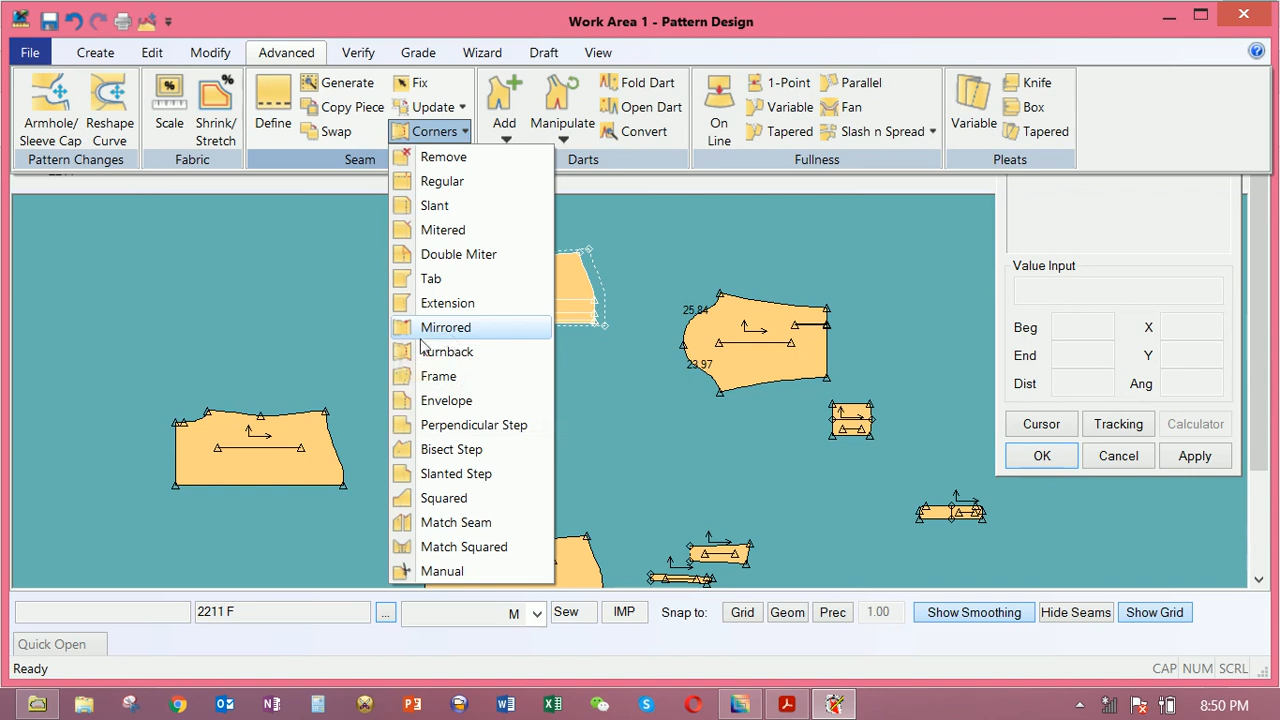 Work Area 1 - Pattern Design
File Create Edit Modify Advanced Verify Grade Wizard Draft View
Armhole/ Sleeve Cap
Reshape Curve
Pattern Changes
Scale
Shrink/ Stretch
Fabric
Define
Generate
Copy Piece
Swap
Fix
Update
Corners
Seam
Add
Manipulate
Fold Dart
Open Dart
Convert
Darts
On Line
1-Point
Variable
Tapered
Parallel
Fan
Slash n Spread
Fullness
Variable
Knife
Box
Tapered
Pleats
Remove
Regular
Slant
Mitered
Double Miter
Tab
Extension
Mirrored
Turnback
Frame
Envelope
Perpendicular Step
Bisect Step
Slanted Step
Squared
Match Seam
Match Squared
Manual
25.84
23.97
Value Input
Beg X
End Y
Dist Ang
Cursor Tracking Calculator
OK Cancel Apply
2211 F ... M Sew IMP Snap to: Grid Geom Prec 1.00 Show Smoothing Hide Seams Show Grid
Quick Open
Ready CAP NUM SCRL
8:50 PM